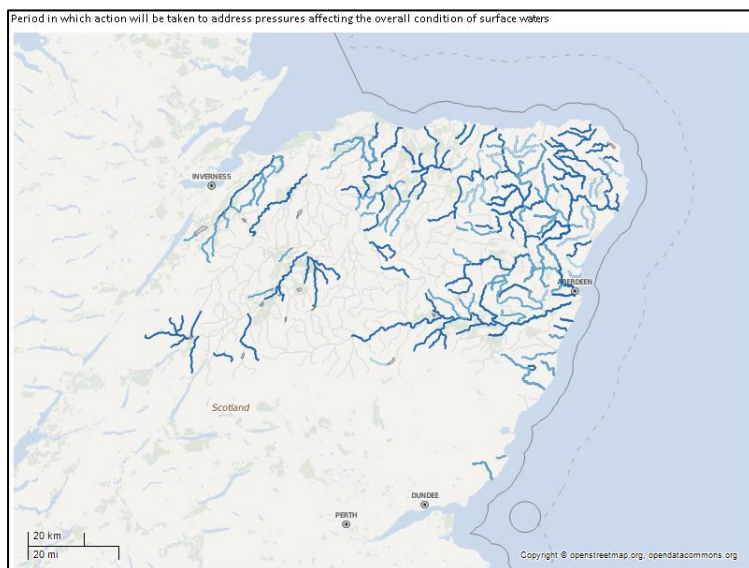 Period in which action will be taken to address pressures affecting the overall condition of surface waters
INVERNESS
ABERDEEN
Scotland
DUNDEE
PERTH
20 km
20 mi
Copyright © openstreetmap.org, opendatacommons.org